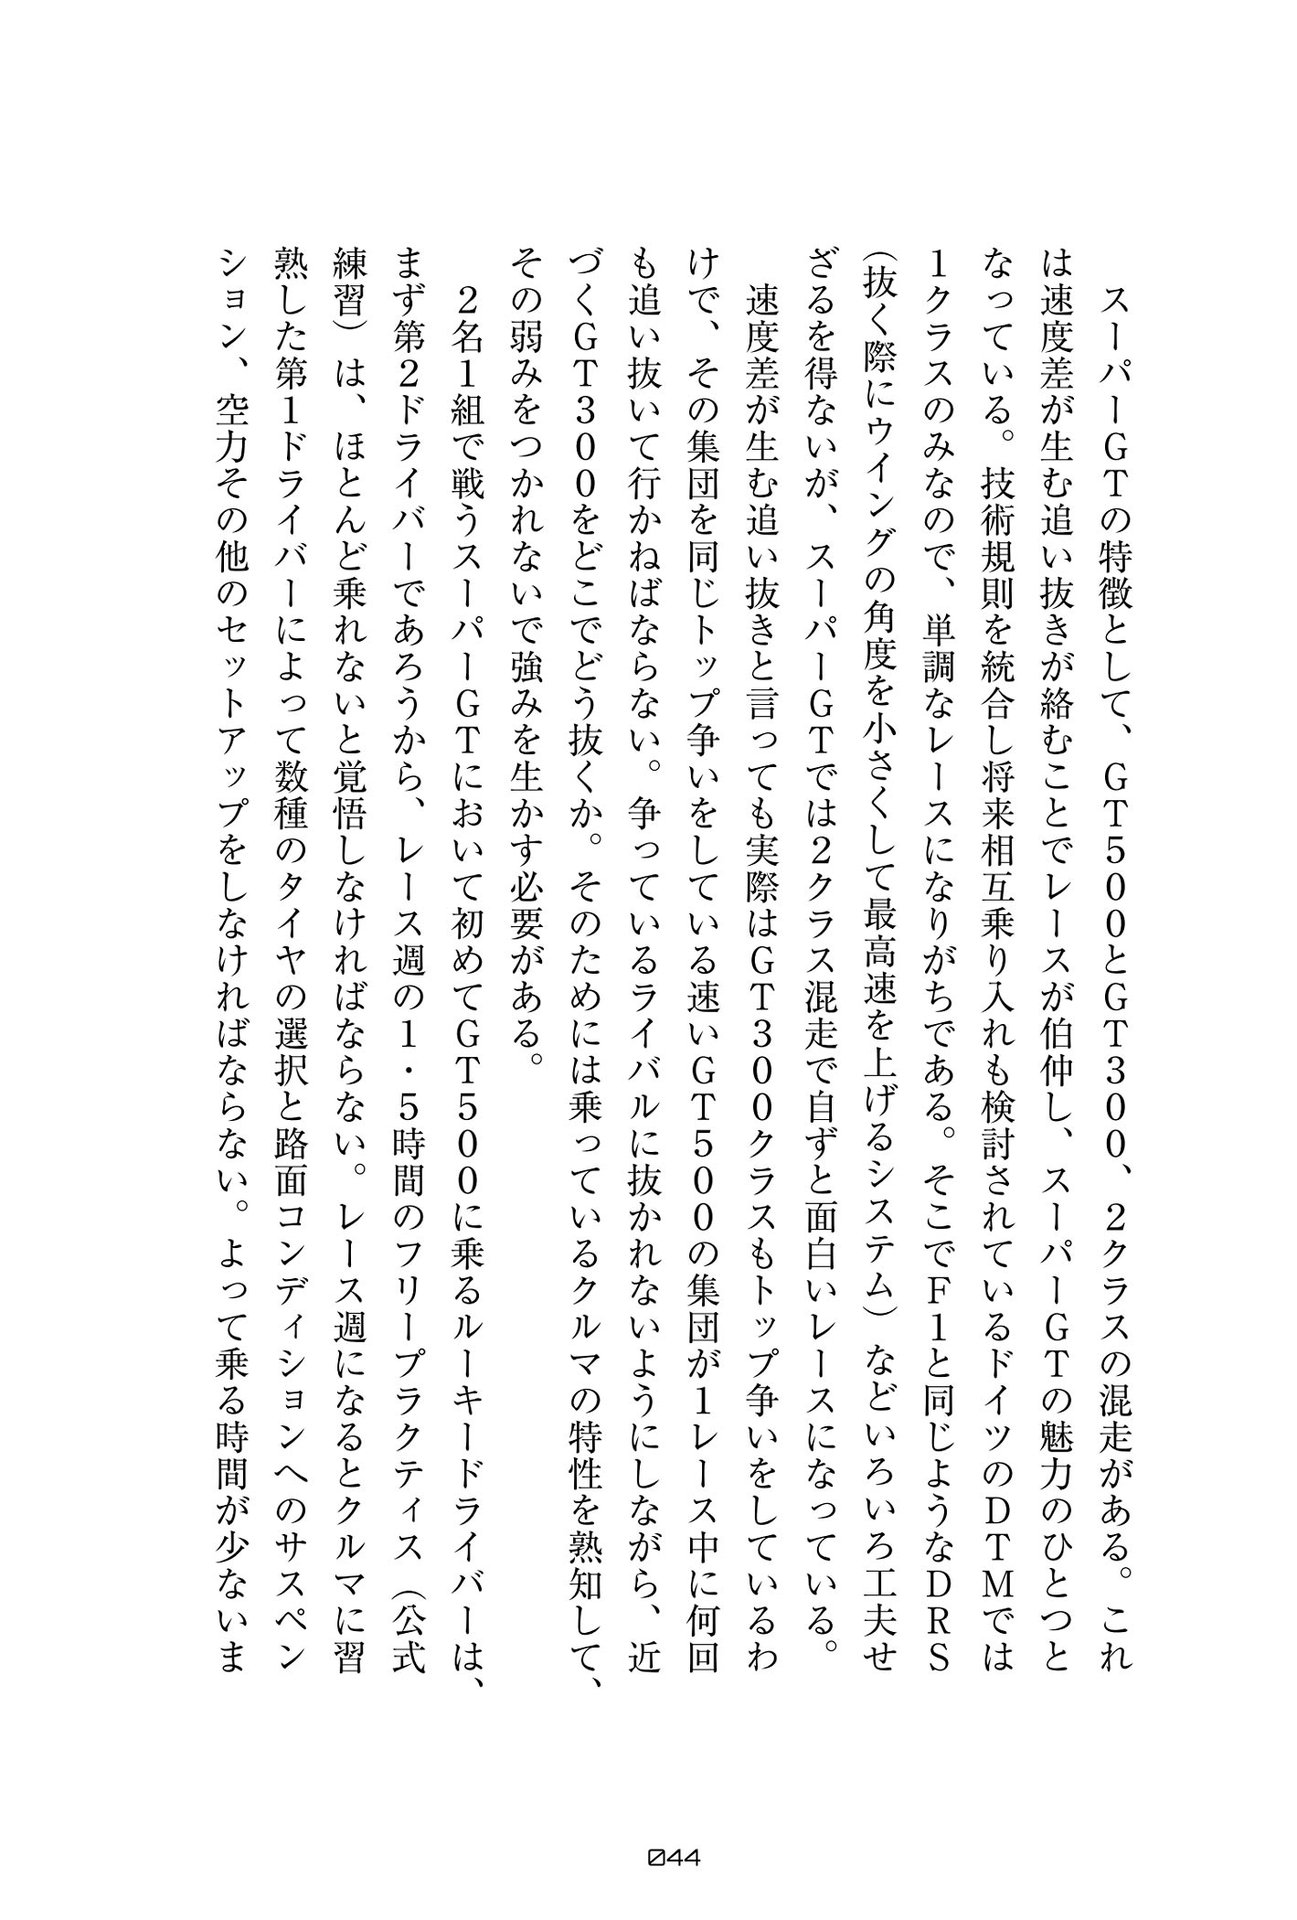 スーパーGTの特徴として、GT500とGT300、2クラスの混走がある。これ
は速度差が生む追い抜きが絡むことでレースが伯仲し、スーパーGTの魅力のひとつと
なっている。技術規則を統合し将来相互乗り入れも検討されているドイツのDTMでは
1クラスのみなので、単調なレースになりがちである。そこでF1と同じようなDRS
（抜く際にウイングの角度を小さくして最高速を上げるシステム）などいろいろ工夫せ
ざるを得ないが、スーパーGTでは2クラス混走で自ずと面白いレースになっている。
速度差が生む追い抜きと言っても実際はGT300クラスもトップ争いをしているわ
けで、その集団を同じトップ争いをしている速いGT500の集団が1レース中に何回
も追い抜いて行かねばならない。争っているライバルに抜かれないようにしながら、近
づくGT300をどこでどう抜くか。そのためには乗っているクルマの特性を熟知して、
その弱みをつかれないで強みを生かす必要がある。
2名1組で戦うスーパーGTにおいて初めてGT500に乗るルーキードライバーは、
まず第2ドライバーであろうから、レース週の1・5時間のフリープラクティス（公式
練習）は、ほとんど乗れないと覚悟しなければならない。レース週になるとクルマに習
熟した第1ドライバーによって数種のタイヤの選択と路面コンディションへのサスペン
ション、空力その他のセットアップをしなければならない。よって乗る時間が少ないま
044